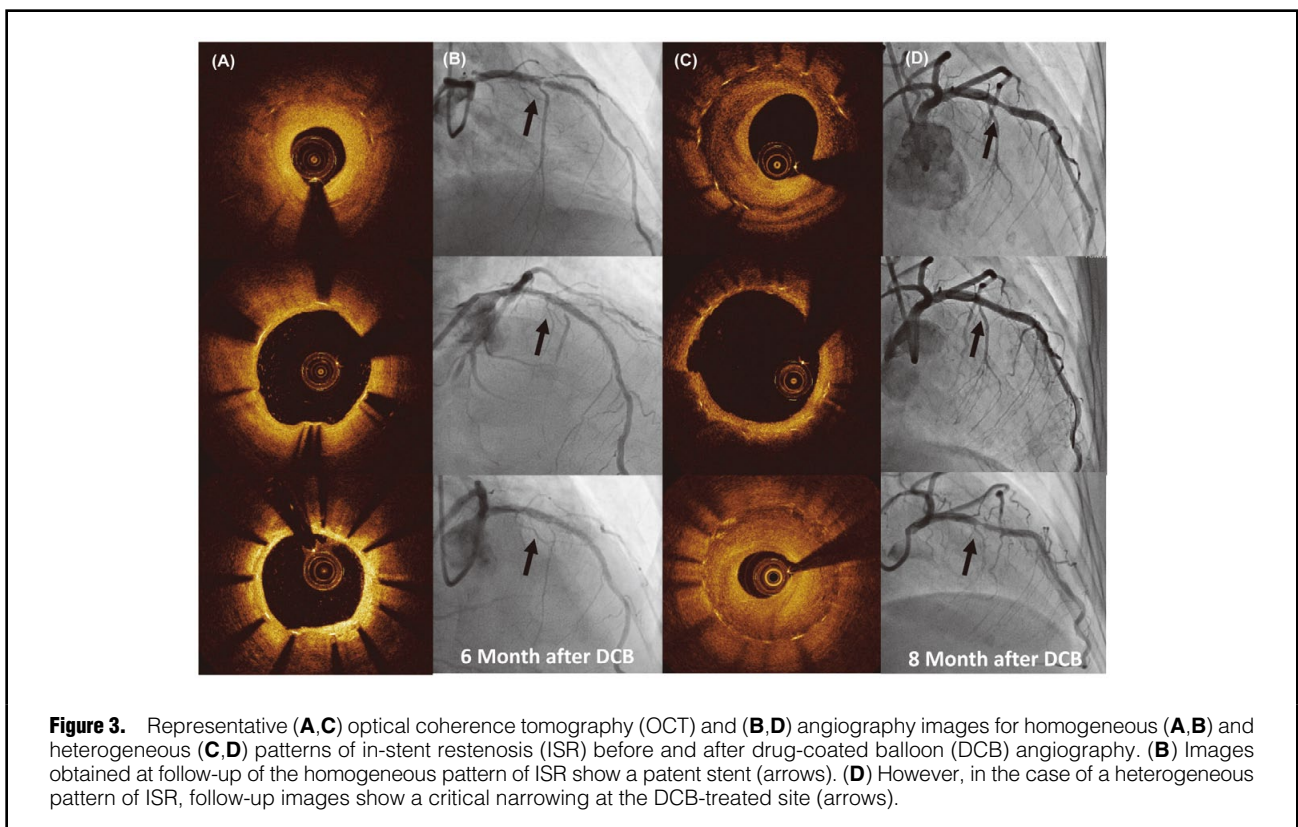 (A) (B) (C) (D)
6 Month after DCB 8 Month after DCB
Figure 3. Representative (A,C) optical coherence tomography (OCT) and (B,D) angiography images for homogeneous (A,B) and
heterogeneous (C,D) patterns of in-stent restenosis (ISR) before and after drug-coated balloon (DCB) angiography. (B) Images
obtained at follow-up of the homogeneous pattern of ISR show a patent stent (arrows). (D) However, in the case of a heterogeneous
pattern of ISR, follow-up images show a critical narrowing at the DCB-treated site (arrows).